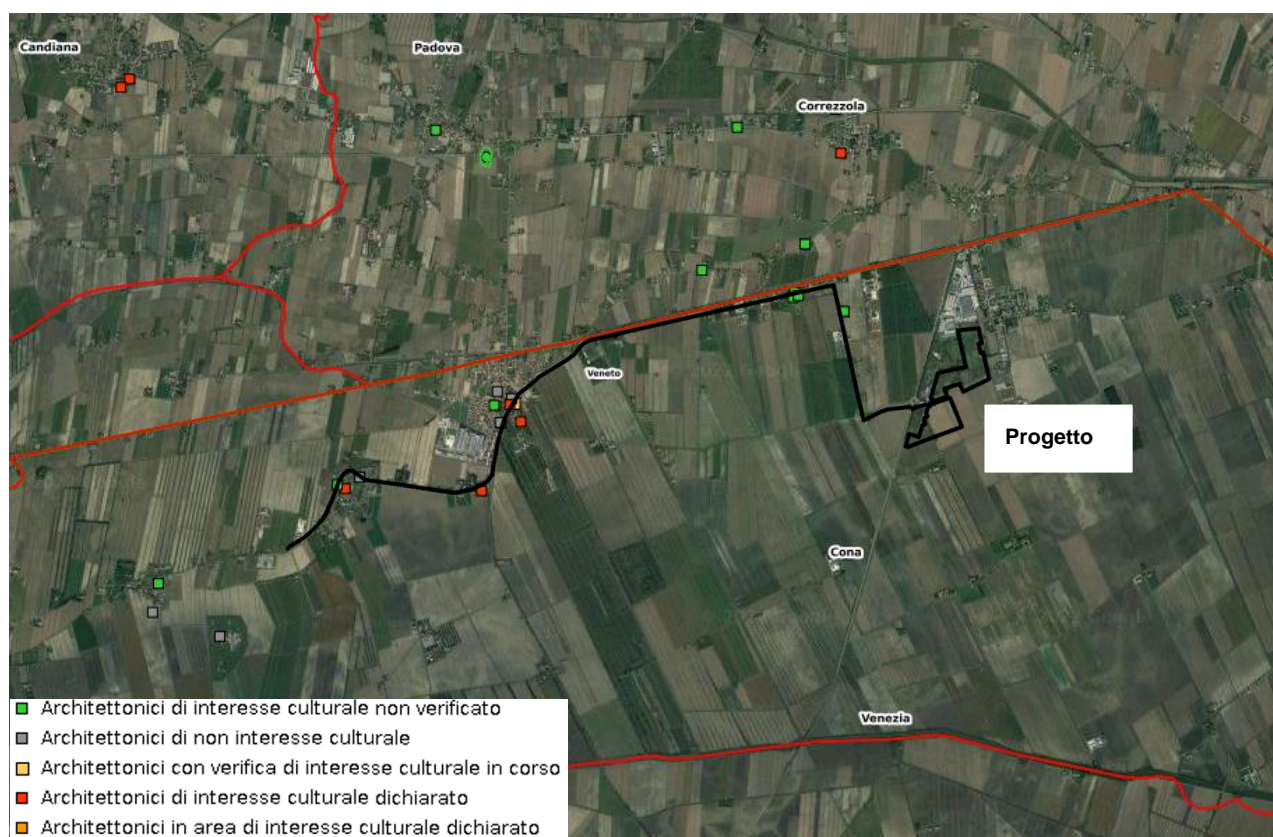 Candiana
Padova
Correzzola
Veneto
Progetto
Cona
Venezia
Architettonici di interesse culturale non verificato
Architettonici di non interesse culturale
Architettonici con verifica di interesse culturale in corso
Architettonici di interesse culturale dichiarato
Architettonici in area di interesse culturale dichiarato